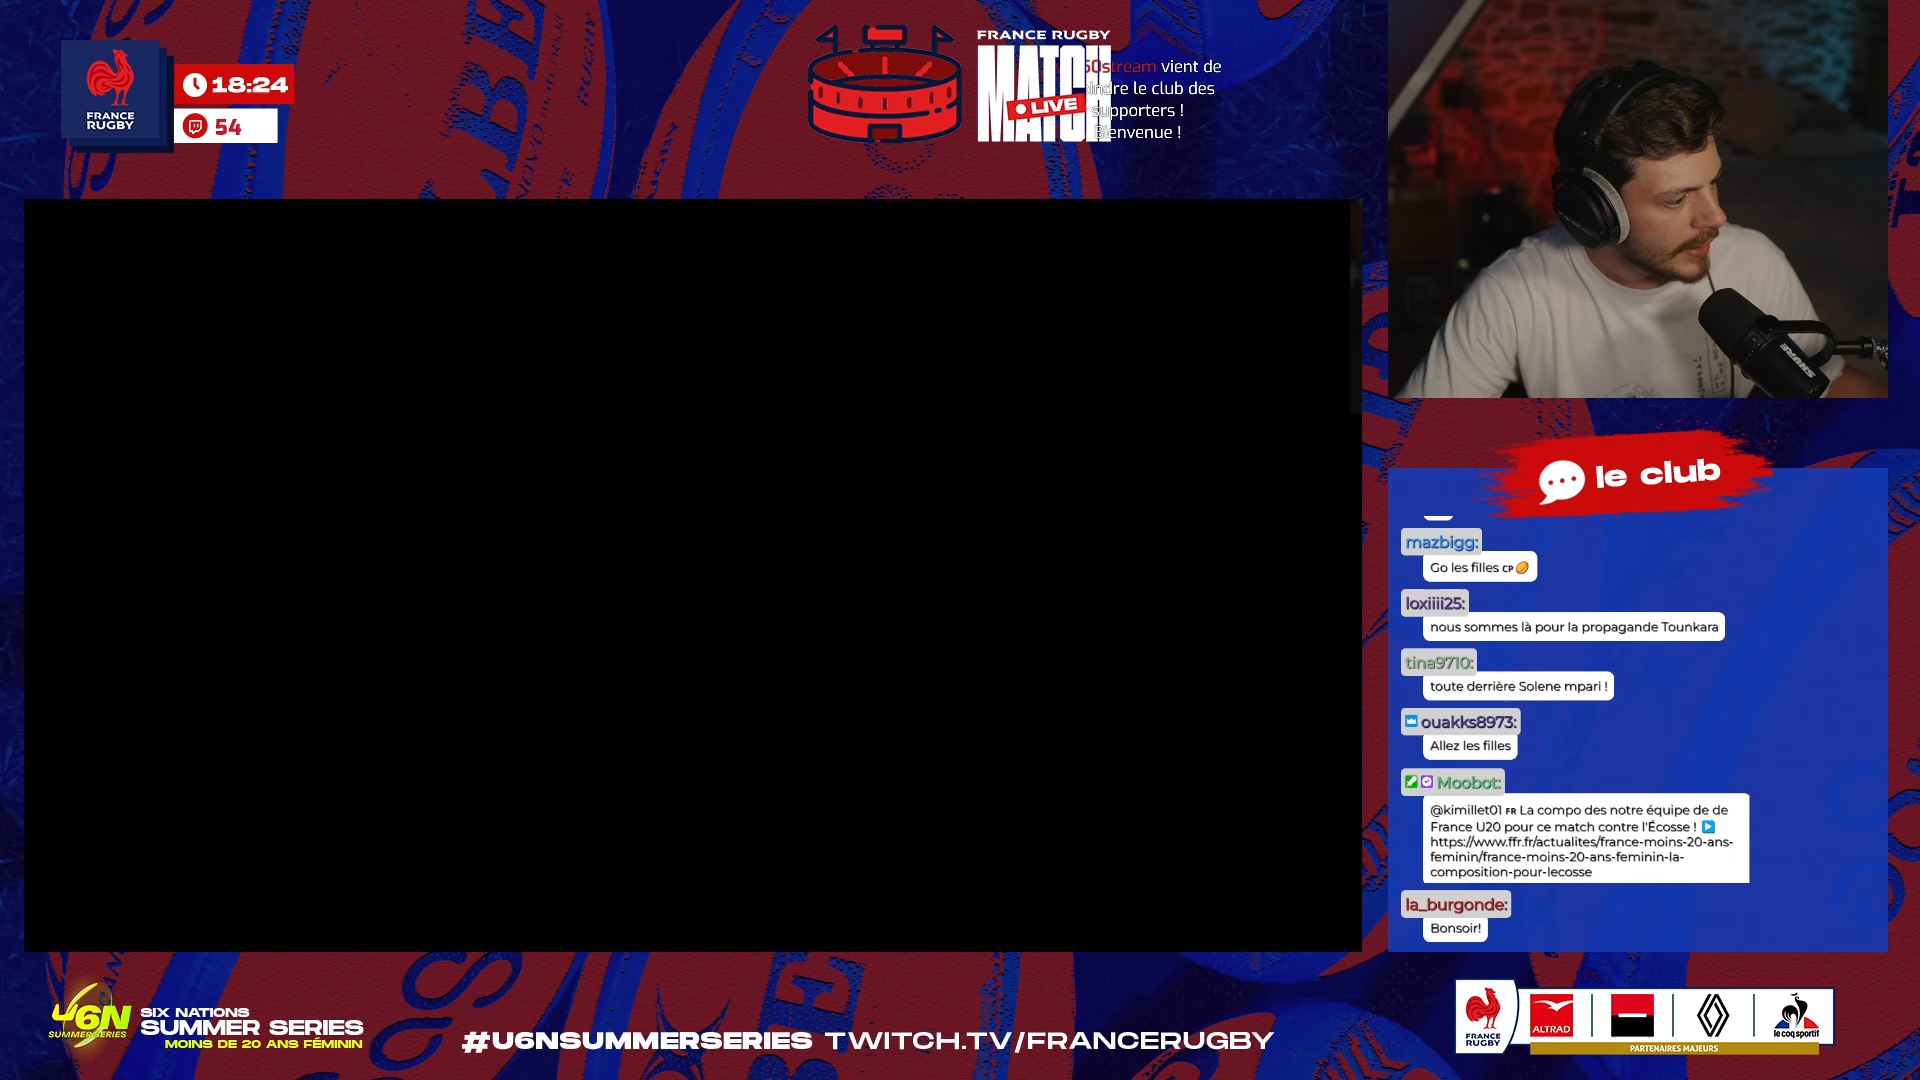 FRANCE
RUGBY
18:24
54
FRANCE RUGBY
MATCH
LIVE
vient de
le club des
supporters !
Bienvenue !
SHURE
le club
mazbigg:
Go les filles CP
loxiiii25:
nous sommes là pour la propagande Tounkara
tina9710:
toute derrière Solene mpari !
ouakks8973:
Allez les filles
Moobot:
@kimillet01 FR La compo des notre équipe de de
France U20 pour ce match contre l'Écosse !
https://www.ffr.fr/actualites/france-moins-20-ans-
feminin/france-moins-20-ans-feminin-la-
composition-pour-lecosse
la_burgonde:
Bonsoir!
U6N
SUMMER SERIES
SIX NATIONS
SUMMER SERIES
MOINS DE 20 ANS FÉMININ
#U6NSUMMERSERIES TWITCH.TV/FRANCERUGBY
FRANCE
RUGBY
ALTRAD
le coq sportif
PARTENAIRES MAJEURS